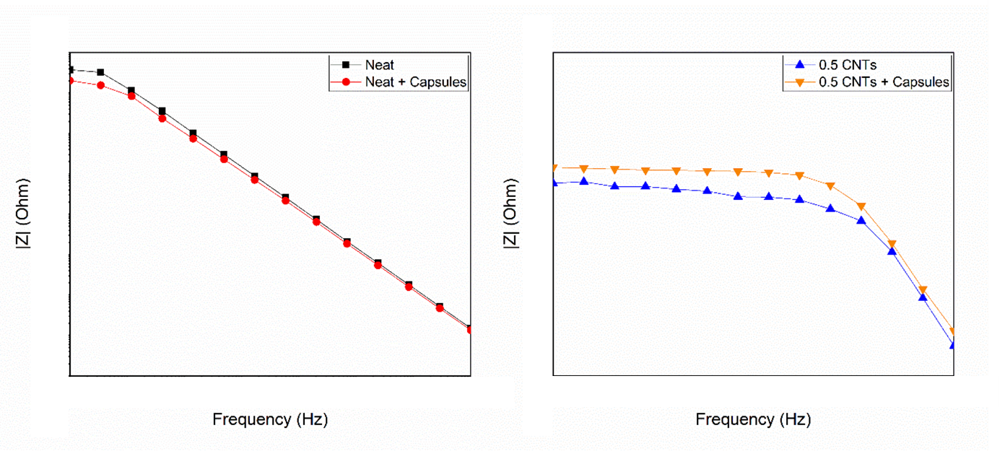 Neat
Neat + Capsules
|Z| (Ohm)
Frequency (Hz)
0.5 CNTs
0.5 CNTs + Capsules
|Z| (Ohm)
Frequency (Hz)